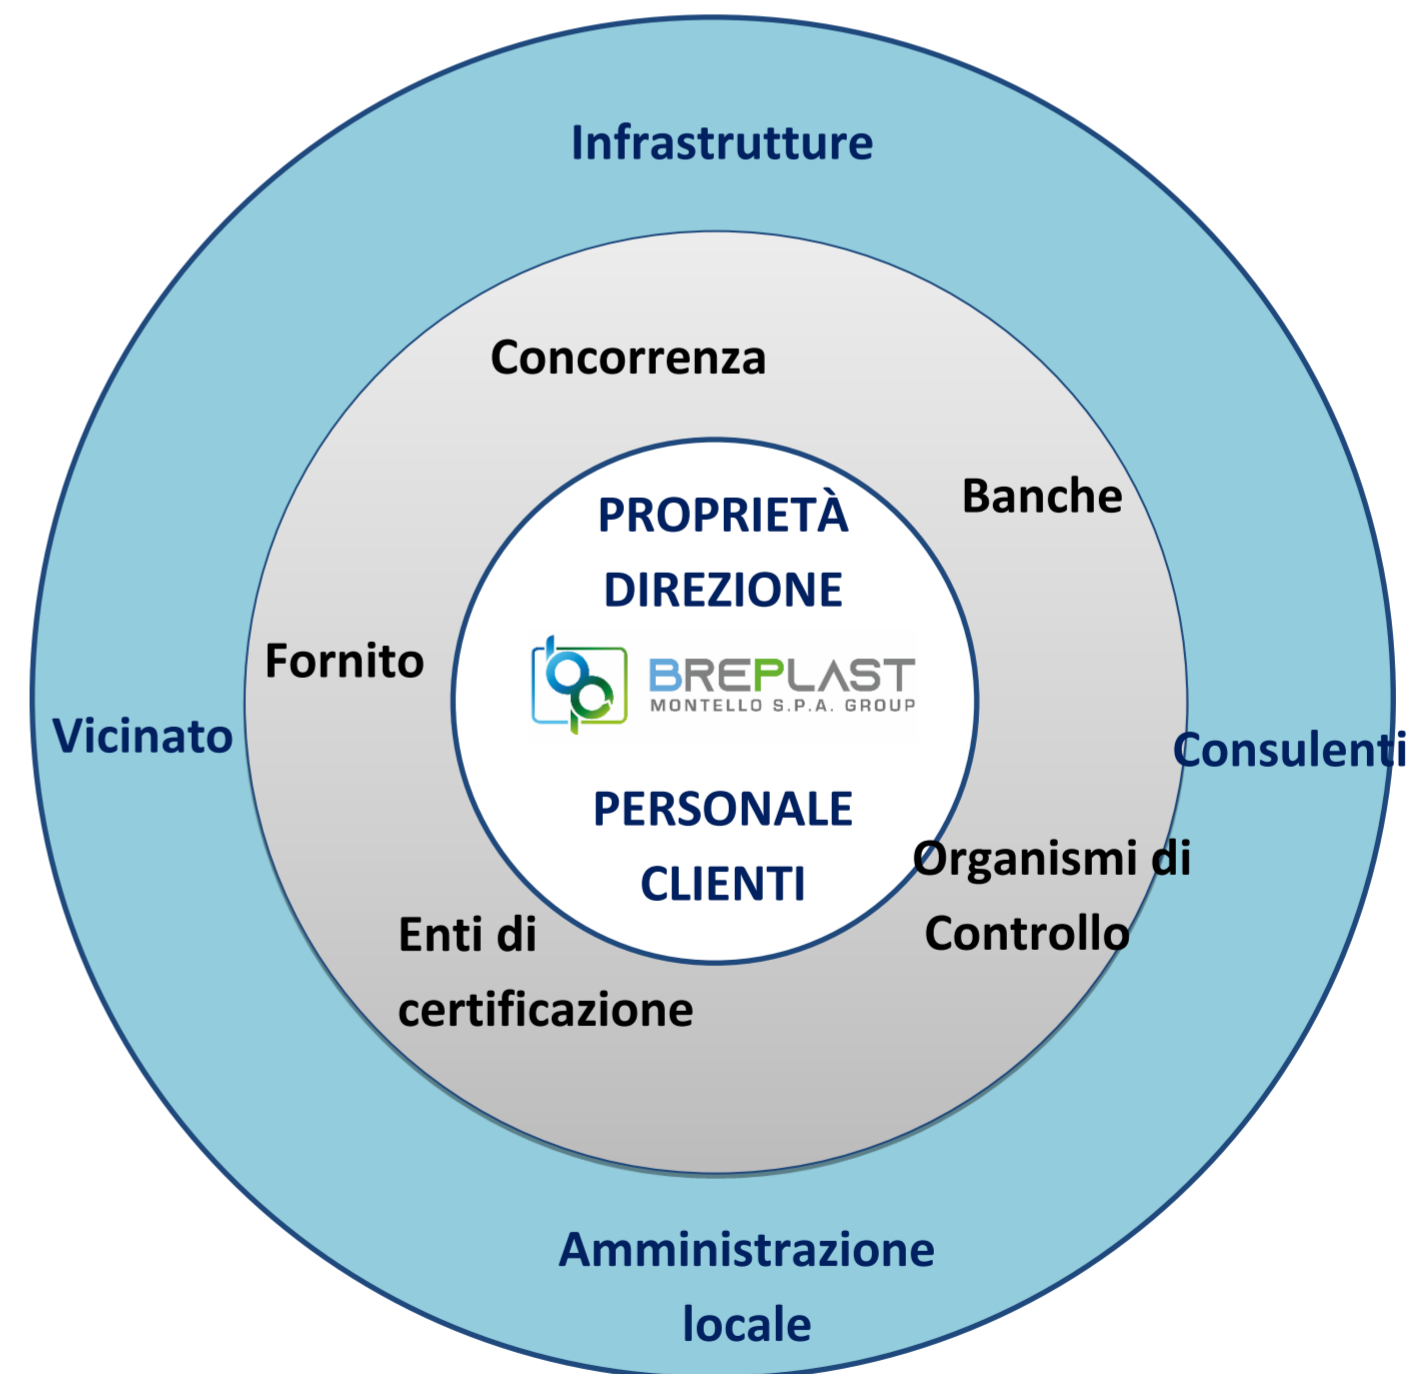 Infrastrutture
Concorrenza
Banche
PROPRIETÀ
DIREZIONE
Fornito
BREPLAST
MONTELLO S.P.A. GROUP
Vicinato
Consulenti
PERSONALE
CLIENTI
Organismi di
Controllo
Enti di
certificazione
Amministrazione
locale